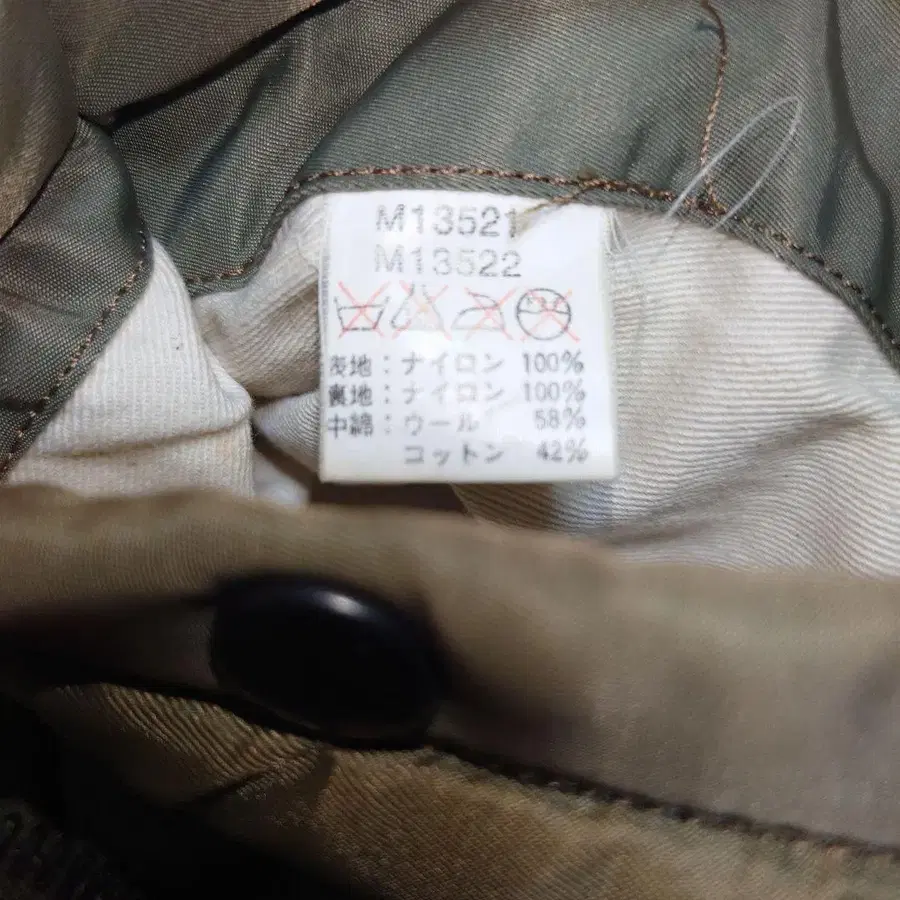 M13521
M13522
表地:ナイロン 100%
裏地:ナイロン 100%
中綿:ウール 58%
コットン 42%